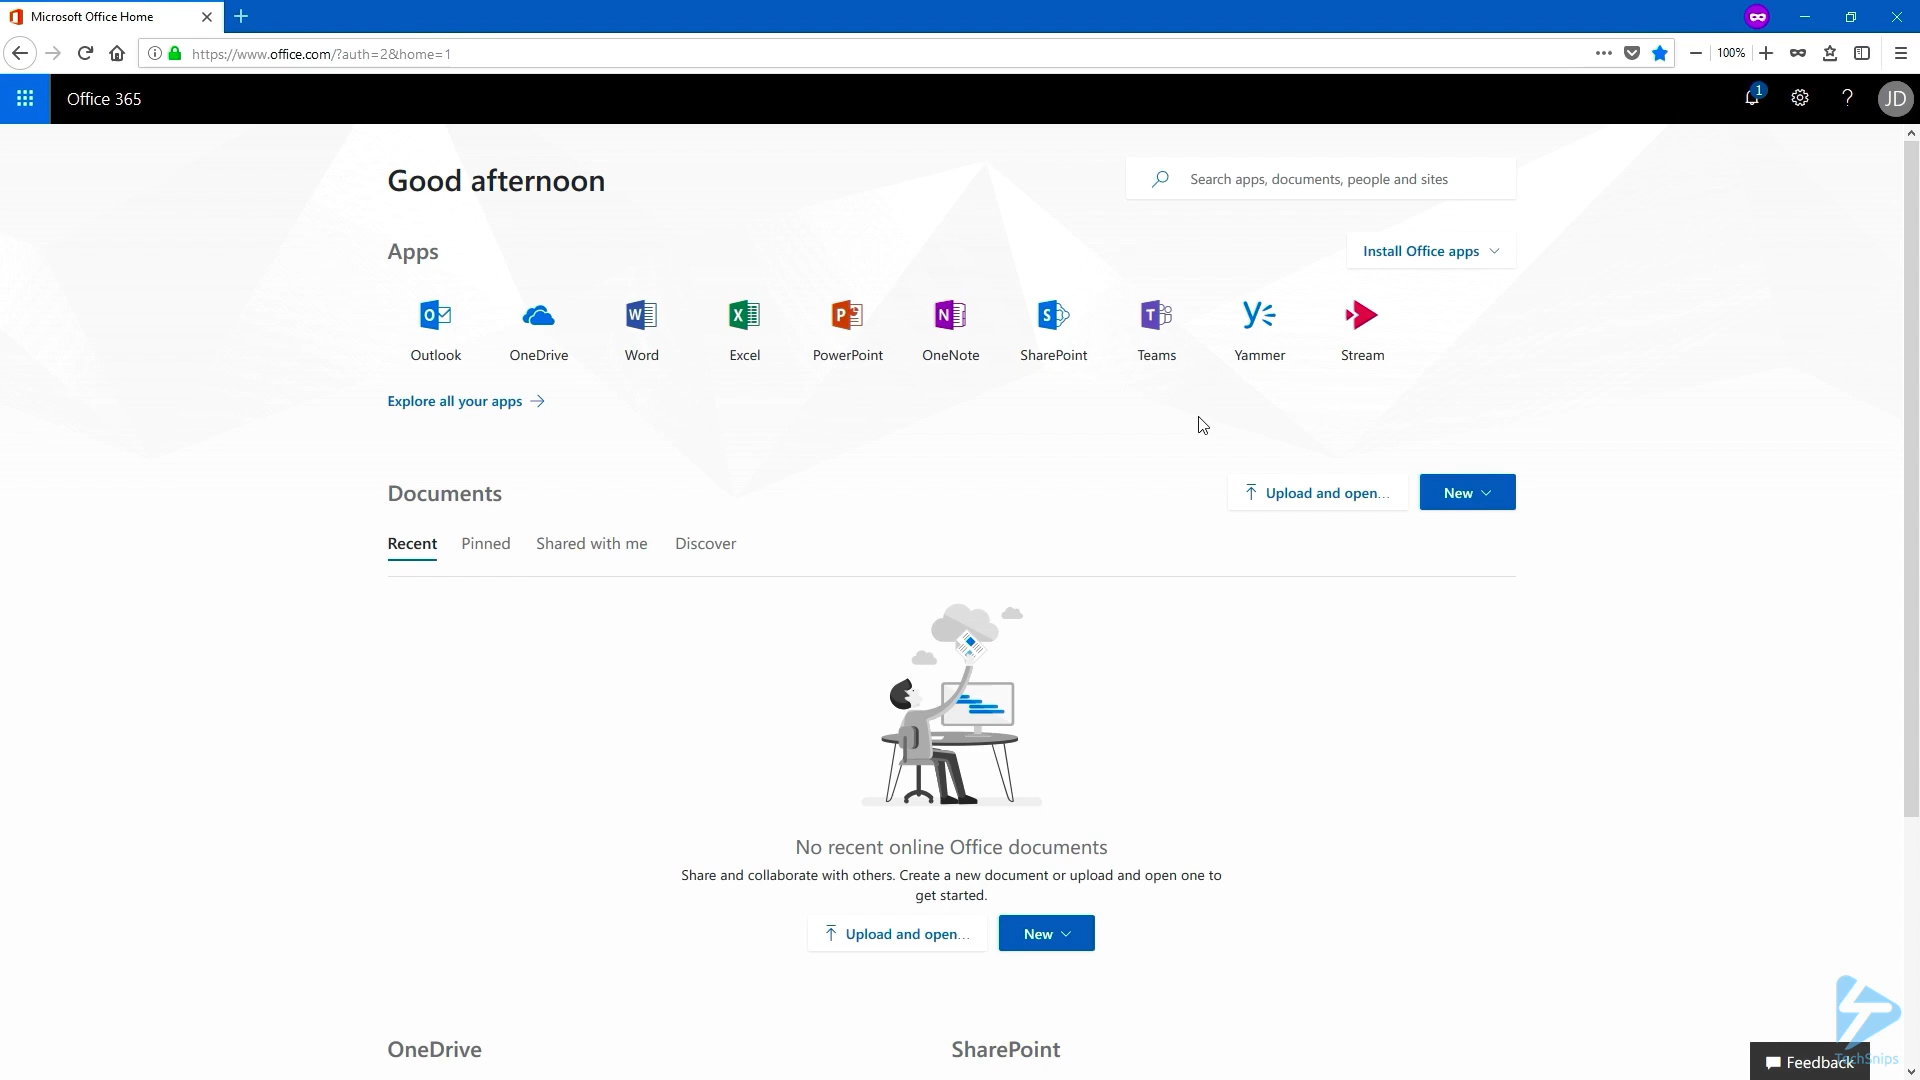 Microsoft Office Home
https://www.office.com/?auth=2&home=1
100%
Office 365
1
JD
Good afternoon
Search apps, documents, people and sites
Apps
Install Office apps
Outlook
OneDrive
Word
Excel
PowerPoint
OneNote
SharePoint
Teams
Yammer
Stream
Explore all your apps
Documents
Upload and open...
New
Recent
Pinned
Shared with me
Discover
No recent online Office documents
Share and collaborate with others. Create a new document or upload and open one to
get started.
Upload and open...
New
OneDrive
SharePoint
Feedback
TechSnips